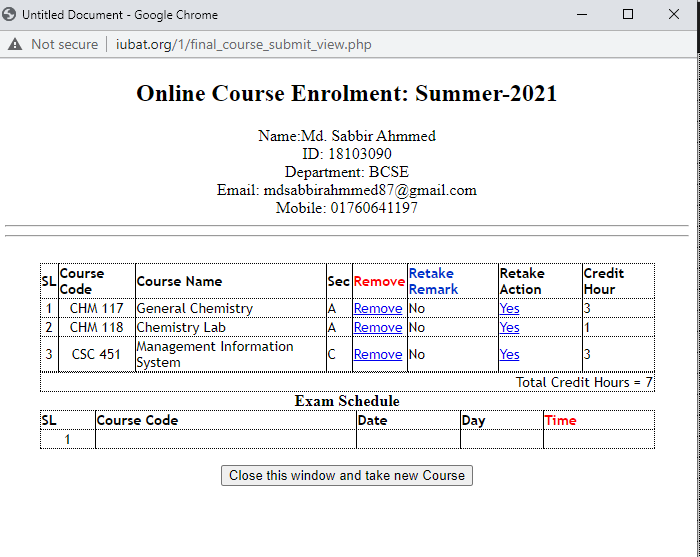 Untitled Document - Google Chrome
Not secure | iubat.org/1/final_course_submit_view.php
Online Course Enrolment: Summer-2021
Name:Md. Sabbir Ahmmed
ID: 18103090
Department: BCSE
Email: mdsabbirahmmed87@gmail.com
Mobile: 01760641197
SL Course Code Course Name Sec Remove Retake Remark Retake Action Credit Hour
1 CHM 117 General Chemistry A Remove No Yes 3
2 CHM 118 Chemistry Lab A Remove No Yes 1
3 CSC 451 Management Information System C Remove No Yes 3
Total Credit Hours = 7
Exam Schedule
SL Course Code Date Day Time
1
Close this window and take new Course